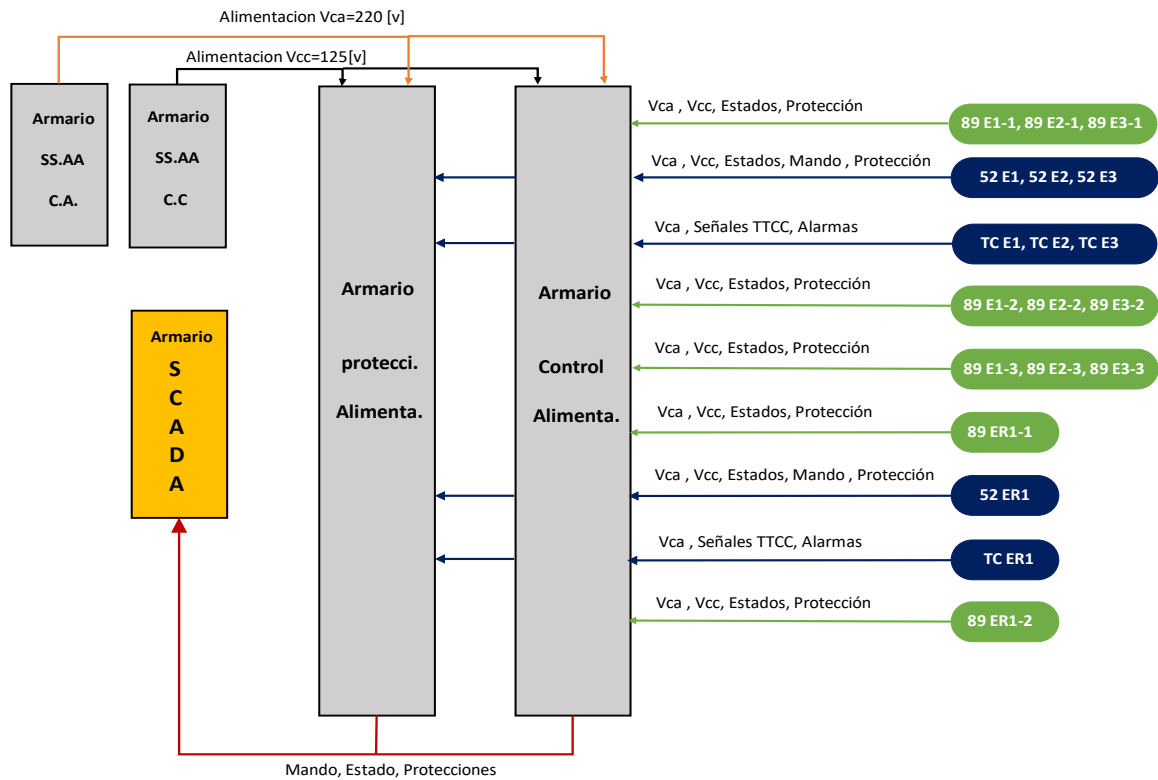 Alimentacion Vca=220 [v]
Alimentacion Vcc=125[v]
Armario
SS.AA
C.A.
Armario
SS.AA
C.C
Armario
S
C
A
D
A
Armario
protecci.
Alimenta.
Armario
Control
Alimenta.
Vca , Vcc, Estados, Protección
89 E1-1, 89 E2-1, 89 E3-1
Vca , Vcc, Estados, Mando , Protección
52 E1, 52 E2, 52 E3
Vca , Señales TTCC, Alarmas
TC E1, TC E2, TC E3
Vca , Vcc, Estados, Protección
89 E1-2, 89 E2-2, 89 E3-2
Vca , Vcc, Estados, Protección
89 E1-3, 89 E2-3, 89 E3-3
Vca , Vcc, Estados, Protección
89 ER1-1
Vca , Vcc, Estados, Mando , Protección
52 ER1
Vca , Señales TTCC, Alarmas
TC ER1
Vca , Vcc, Estados, Protección
89 ER1-2
Mando, Estado, Protecciones